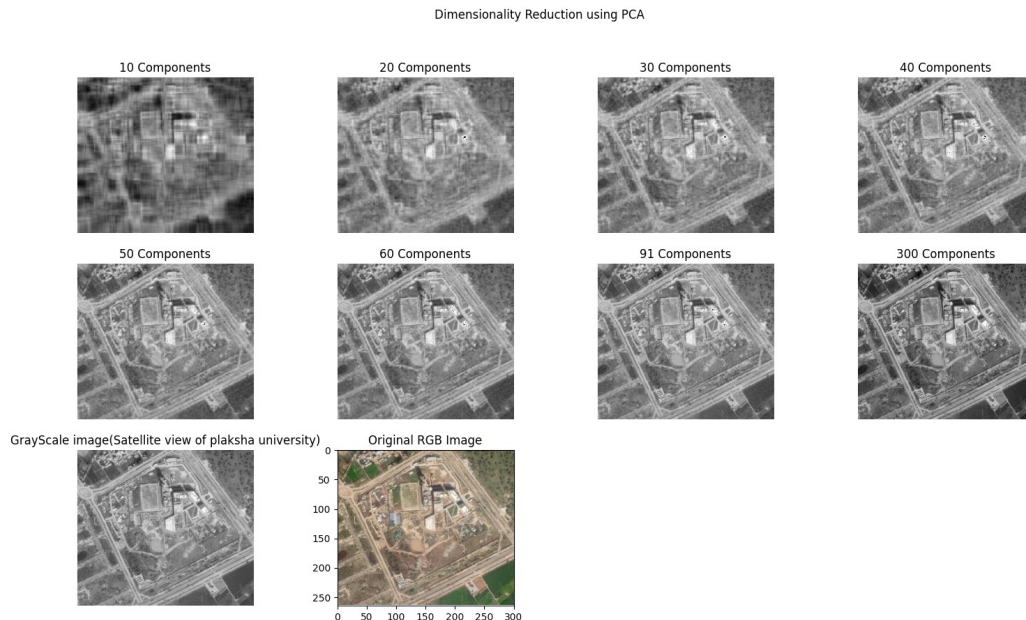 Dimensionality Reduction using PCA
10 Components
20 Components
30 Components
40 Components
50 Components
60 Components
91 Components
300 Components
GrayScale image(Satellite view of plaksha university)
Original RGB Image
0
50
100
150
200
250
0 50 100 150 200 250 300